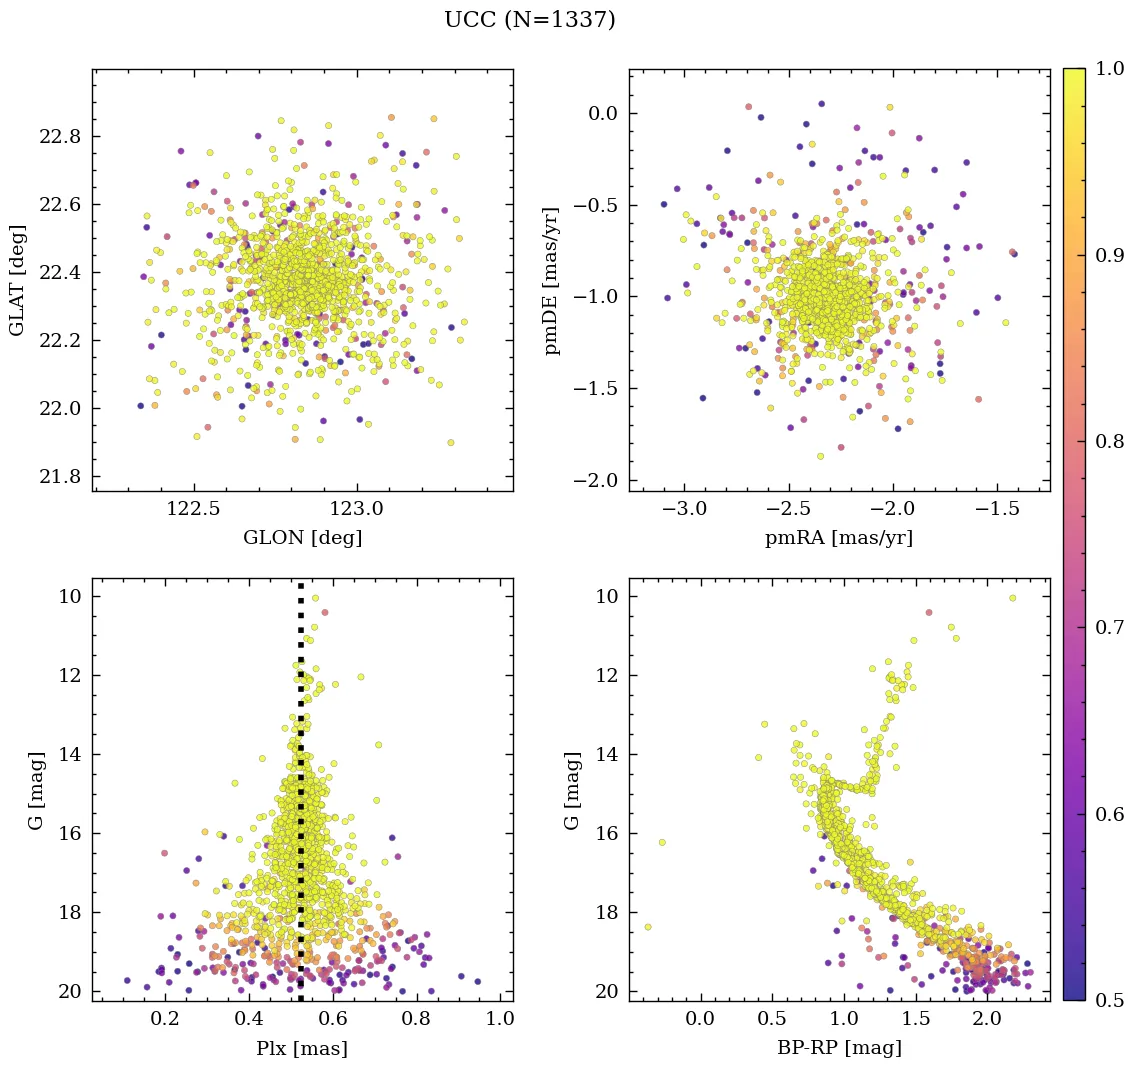 UCC (N=1337)
22.8
22.6
22.4
22.2
22.0
21.8
GLAT [deg]
122.5 123.0
GLON [deg]
0.0
−0.5
−1.0
−1.5
−2.0
pmDE [mas/yr]
−3.0 −2.5 −2.0 −1.5
pmRA [mas/yr]
1.0
0.9
0.8
0.7
0.6
0.5
10
12
14
16
18
20
G [mag]
0.2 0.4 0.6 0.8 1.0
Plx [mas]
10
12
14
16
18
20
G [mag]
0.0 0.5 1.0 1.5 2.0
BP-RP [mag]